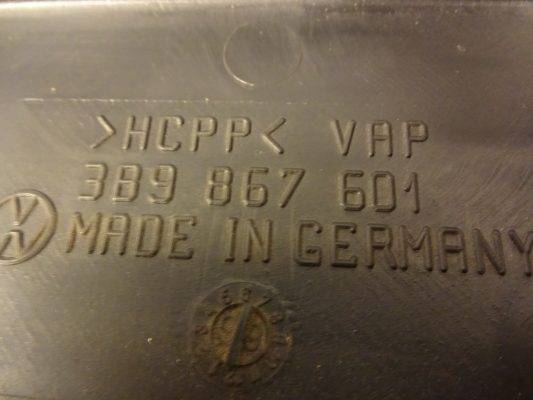 >HCPP< VAP
3B9 867 601
MADE IN GERMANY